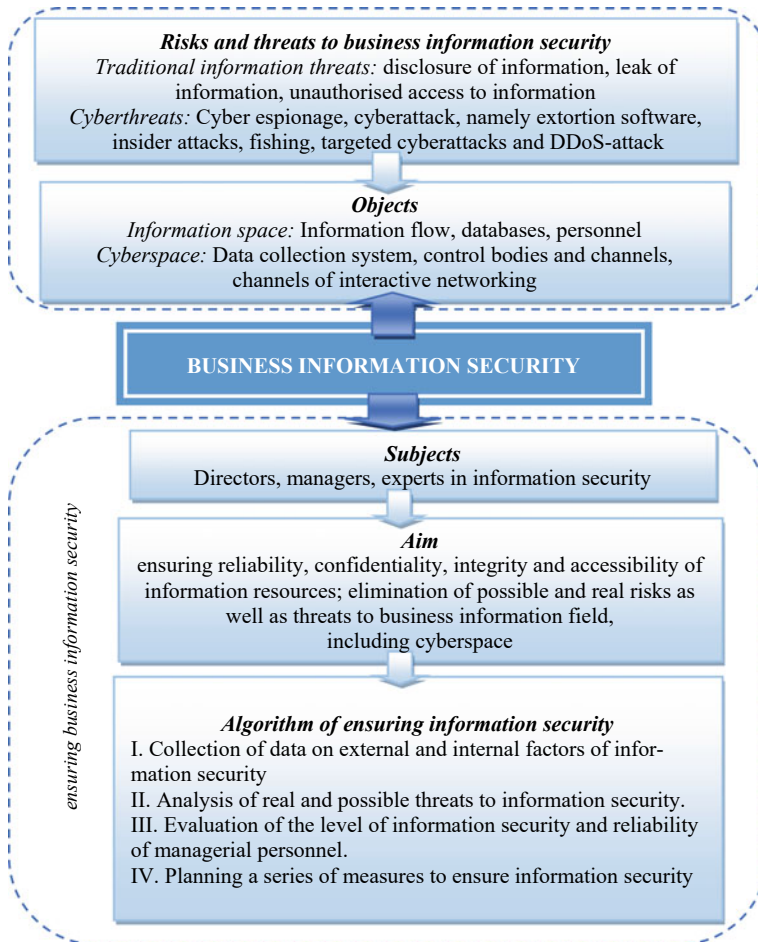 Risks and threats to business information security
Traditional information threats: disclosure of information, leak of
information, unauthorised access to information
Cyberthreats: Cyber espionage, cyberattack, namely extortion software,
insider attacks, fishing, targeted cyberattacks and DDoS-attack
Objects
Information space: Information flow, databases, personnel
Cyberspace: Data collection system, control bodies and channels,
channels of interactive networking
BUSINESS INFORMATION SECURITY
ensuring business information security
Subjects
Directors, managers, experts in information security
Aim
ensuring reliability, confidentiality, integrity and accessibility of
information resources; elimination of possible and real risks as
well as threats to business information field,
including cyberspace
Algorithm of ensuring information security
I. Collection of data on external and internal factors of infor-
mation security
II. Analysis of real and possible threats to information security.
III. Evaluation of the level of information security and reliability
of managerial personnel.
IV. Planning a series of measures to ensure information security